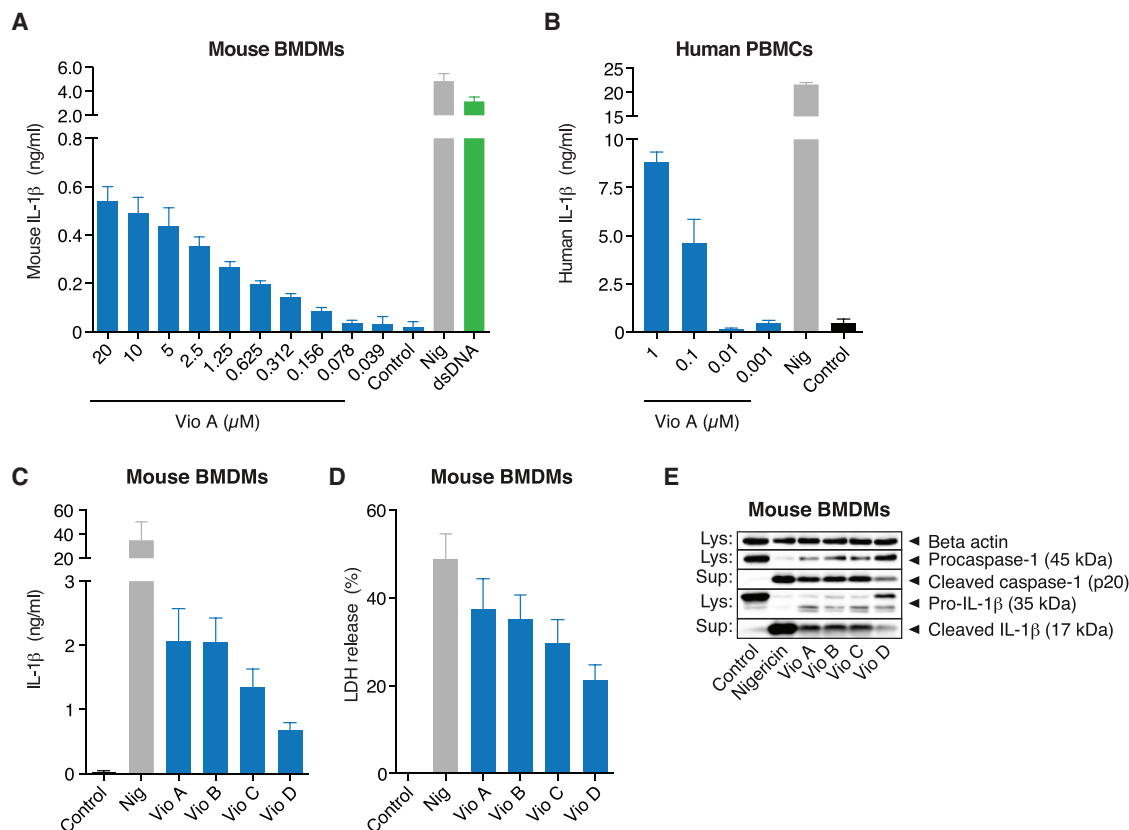 A
Mouse BMDMs
Mouse IL-1β (ng/ml)
6.0
4.0
2.0
0.8
0.6
0.4
0.2
0
20
10
5
2.5
1.25
0.625
0.312
0.156
0.078
0.039
Control
Nig
dsDNA
Vio A (µM)
B
Human PBMCs
Human IL-1β (ng/ml)
25
20
15
10
7.5
5.0
2.5
0
1
0.1
0.01
0.001
Nig
Control
Vio A (µM)
C
Mouse BMDMs
IL-1β (ng/ml)
60
40
20
3
2
1
0
Control
Nig
Vio A
Vio B
Vio C
Vio D
D
Mouse BMDMs
LDH release (%)
60
40
20
0
Control
Nig
Vio A
Vio B
Vio C
Vio D
E
Mouse BMDMs
Lys: Beta actin
Lys: Procaspase-1 (45 kDa)
Sup: Cleaved caspase-1 (p20)
Lys: Pro-IL-1β (35 kDa)
Sup: Cleaved IL-1β (17 kDa)
Control
Nigericin
Vio A
Vio B
Vio C
Vio D